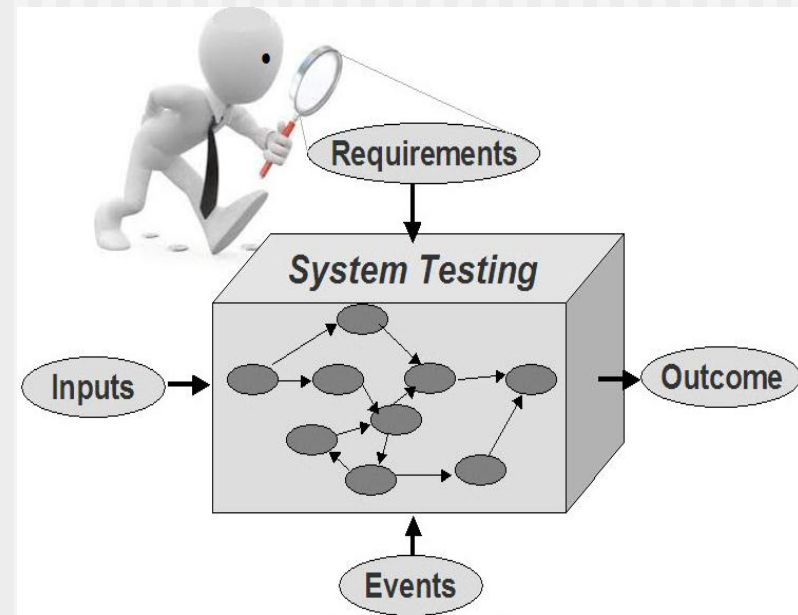 Requirements
System Testing
Inputs
Outcome
Events